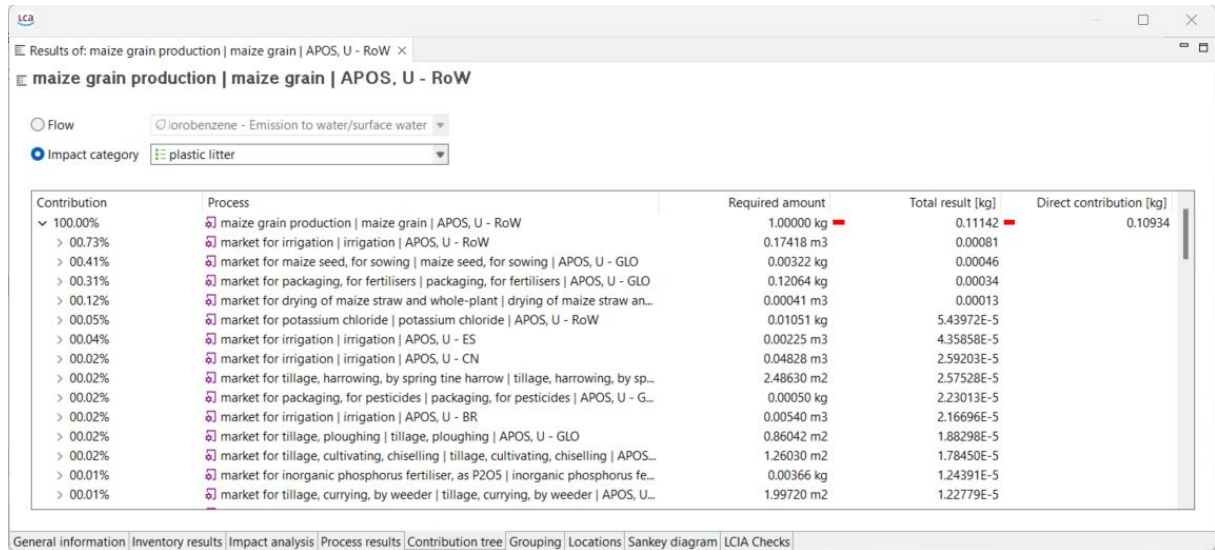 LCA
Results of: maize grain production | maize grain | APOS, U - RoW
maize grain production | maize grain | APOS, U - RoW
Flow lorobenzene - Emission to water/surface water
Impact category plastic litter
Contribution Process Required amount Total result [kg] Direct contribution [kg]
100.00% maize grain production | maize grain | APOS, U - RoW 1.00000 kg 0.11142 0.10934
00.73% market for irrigation | irrigation | APOS, U - RoW 0.17418 m3 0.00081
00.41% market for maize seed, for sowing | maize seed, for sowing | APOS, U - GLO 0.00322 kg 0.00046
00.31% market for packaging, for fertilisers | packaging, for fertilisers | APOS, U - GLO 0.12064 kg 0.00034
00.12% market for drying of maize straw and whole-plant | drying of maize straw an... 0.00041 m3 0.00013
00.05% market for potassium chloride | potassium chloride | APOS, U - RoW 0.01051 kg 5.43972E-5
00.04% market for irrigation | irrigation | APOS, U - ES 0.00225 m3 4.35858E-5
00.02% market for irrigation | irrigation | APOS, U - CN 0.04828 m3 2.59203E-5
00.02% market for tillage, harrowing, by spring tine harrow | tillage, harrowing, by sp... 2.48630 m2 2.57528E-5
00.02% market for packaging, for pesticides | packaging, for pesticides | APOS, U - G... 0.00050 kg 2.23013E-5
00.02% market for irrigation | irrigation | APOS, U - BR 0.00540 m3 2.16696E-5
00.02% market for tillage, ploughing | tillage, ploughing | APOS, U - GLO 0.86042 m2 1.88298E-5
00.02% market for tillage, cultivating, chiselling | tillage, cultivating, chiselling | APOS... 1.26030 m2 1.78450E-5
00.01% market for inorganic phosphorus fertiliser, as P2O5 | inorganic phosphorus fe... 0.00366 kg 1.24391E-5
00.01% market for tillage, currying, by weeder | tillage, currying, by weeder | APOS, U... 1.99720 m2 1.22779E-5
General information Inventory results Impact analysis Process results Contribution tree Grouping Locations Sankey diagram LCIA Checks